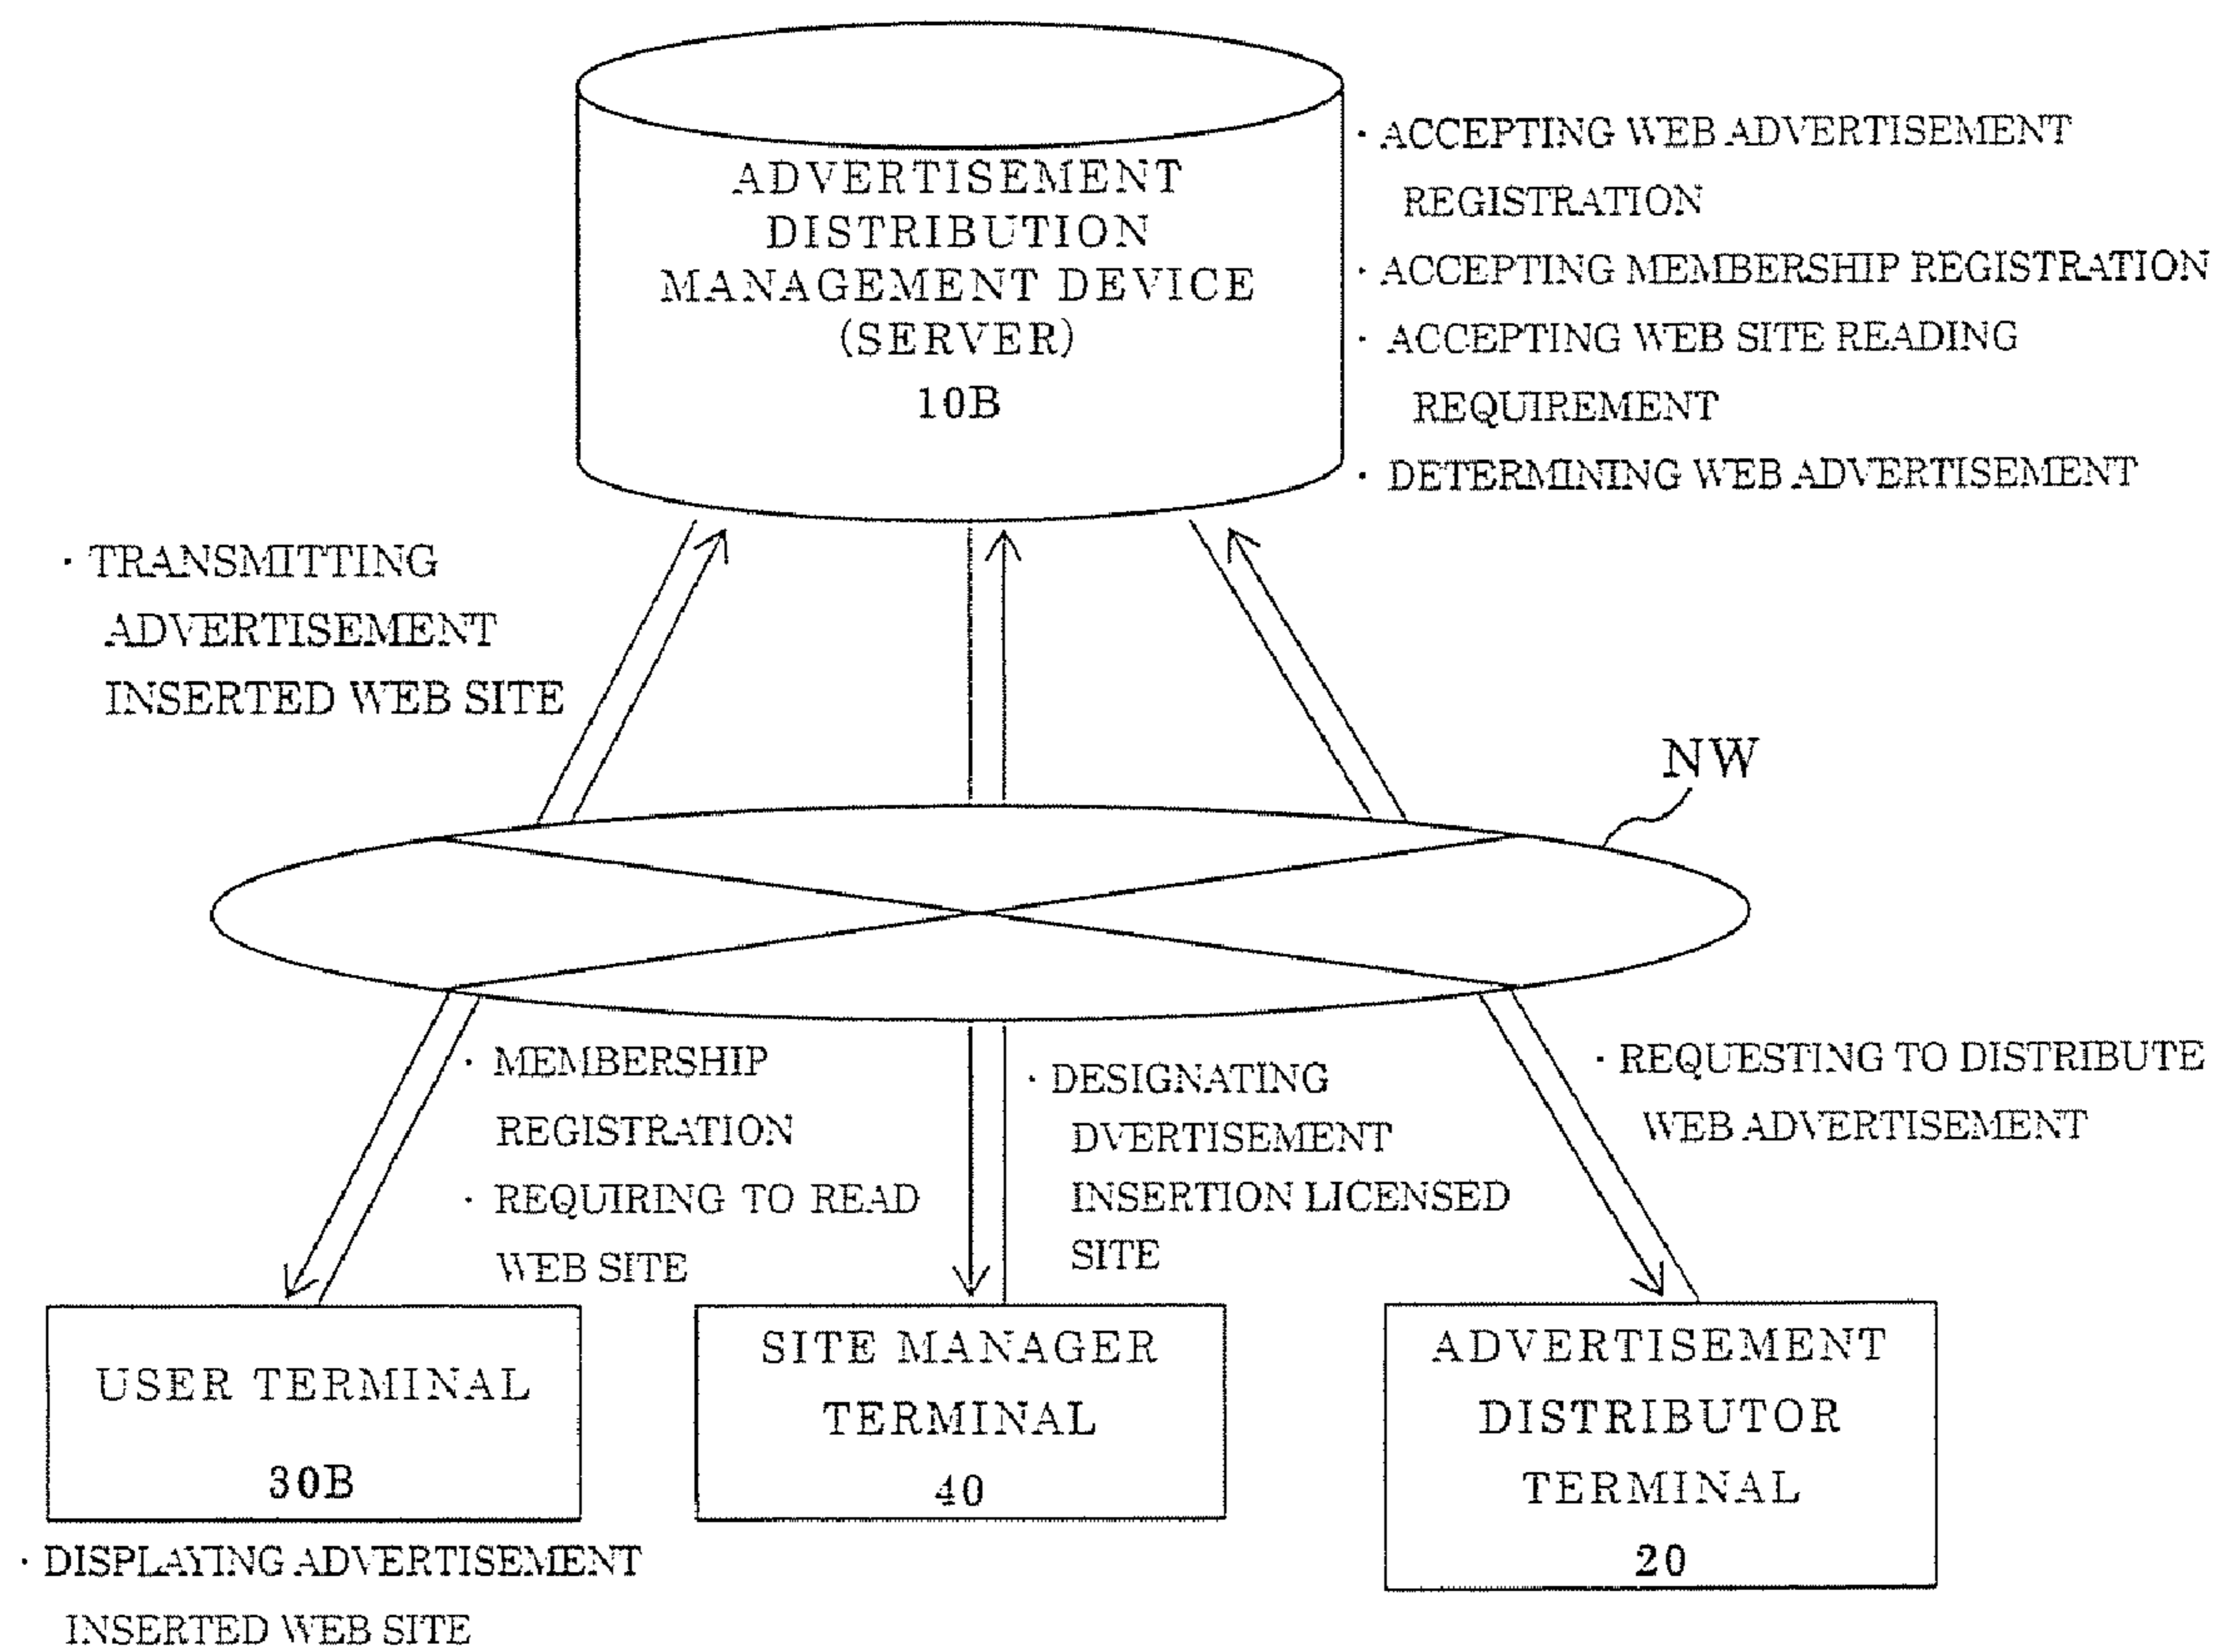 ADVERTISEMENT
DISTRIBUTION
MANAGEMENT DEVICE
(SERVER)
10B
· ACCEPTING WEB ADVERTISEMENT
REGISTRATION
· ACCEPTING MEMBERSHIP REGISTRATION
· ACCEPTING WEB SITE READING
REQUIREMENT
· DETERMINING WEB ADVERTISEMENT
· TRANSMITTING
ADVERTISEMENT
INSERTED WEB SITE
NW
· MEMBERSHIP
REGISTRATION
· REQUIRING TO READ
WEB SITE
· DESIGNATING
DVERTISEMENT
INSERTION LICENSED
SITE
· REQUESTING TO DISTRIBUTE
WEB ADVERTISEMENT
USER TERMINAL
30B
· DISPLAYING ADVERTISEMENT
INSERTED WEB SITE
SITE MANAGER
TERMINAL
40
ADVERTISEMENT
DISTRIBUTOR
TERMINAL
20